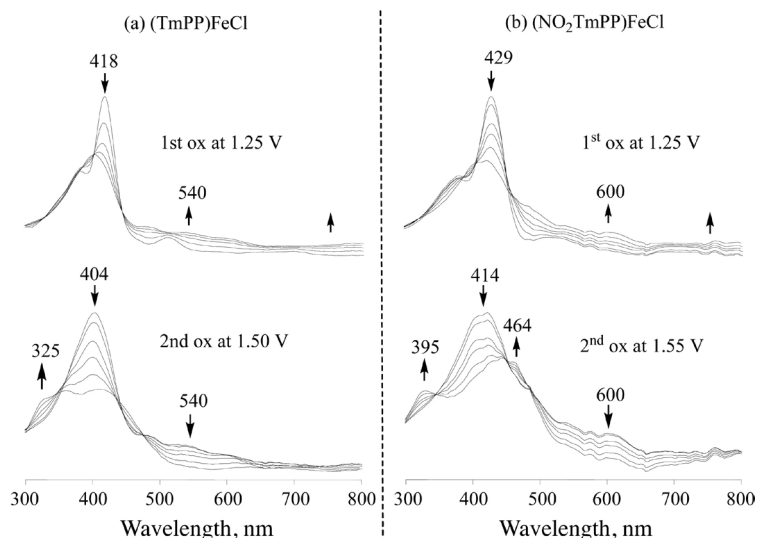 (a) (TmPP)FeCl
418
1st ox at 1.25 V
540
404
2nd ox at 1.50 V
325
540
300 400 500 600 700 800
Wavelength, nm
(b) (NO₂TmPP)FeCl
429
1ˢᵗ ox at 1.25 V
600
414
464
2ⁿᵈ ox at 1.55 V
395
600
300 400 500 600 700 800
Wavelength, nm